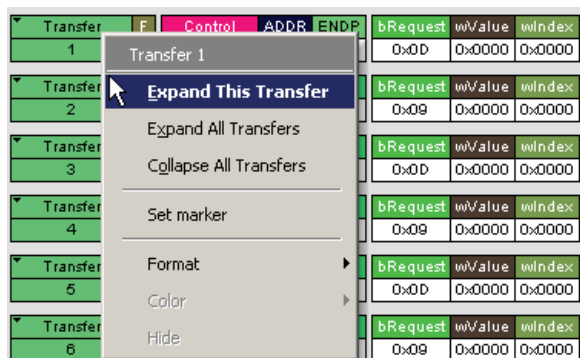 Transfer F Control ADDR ENDP bRequest wValue wIndex
1 0x0D 0x0000 0x0000
Transfer 1
Transfer bRequest wValue wIndex
2 0x09 0x0000 0x0000
Expand This Transfer
Expand All Transfers
Transfer bRequest wValue wIndex
3 0x0D 0x0000 0x0000
Collapse All Transfers
Transfer bRequest wValue wIndex
4 0x09 0x0000 0x0000
Set marker
Transfer bRequest wValue wIndex
5 0x0D 0x0000 0x0000
Format
Color
Transfer bRequest wValue wIndex
6 0x09 0x0000 0x0000
Hide